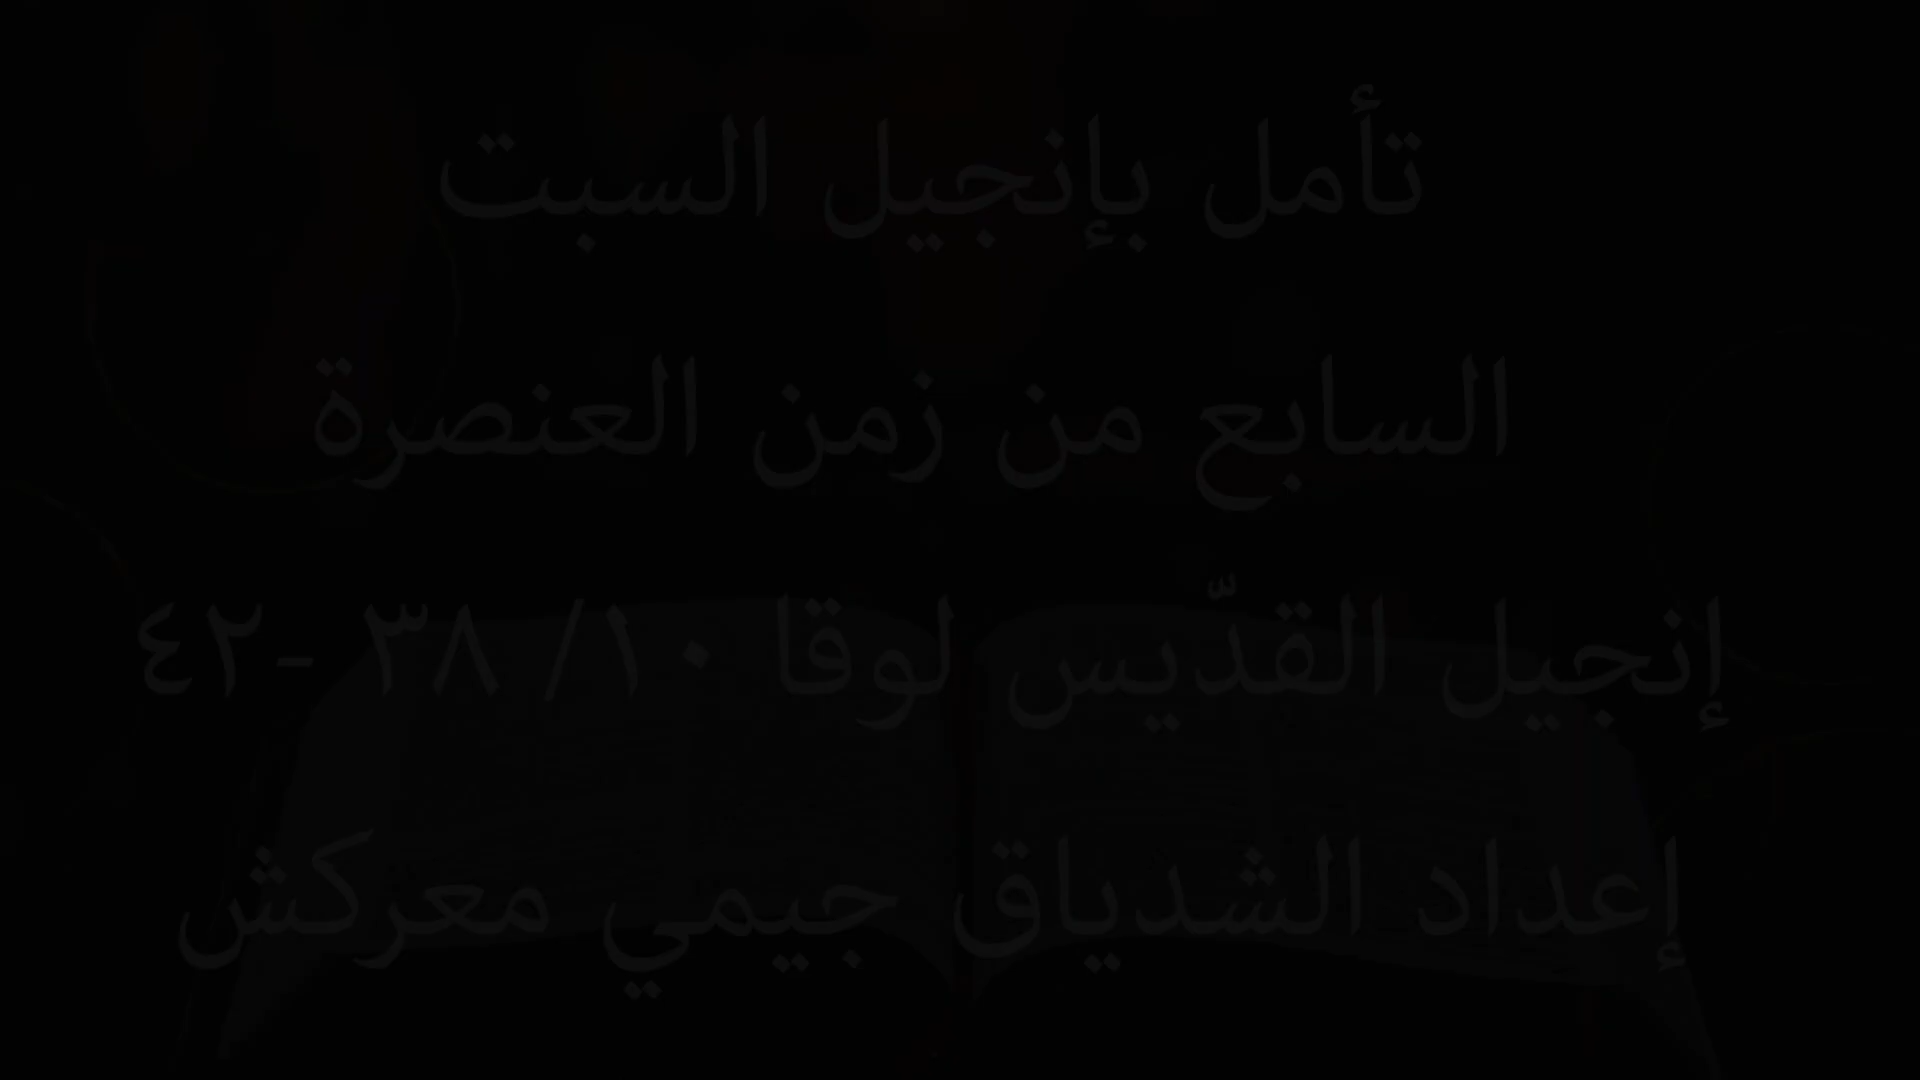 تأمل بإنجيل السبت
السابع من زمن العنصرة
إنجيل القدّيس لوقا ١٠/ ٣٨ -٤٢
إعداد الشدياق جيمي معركش